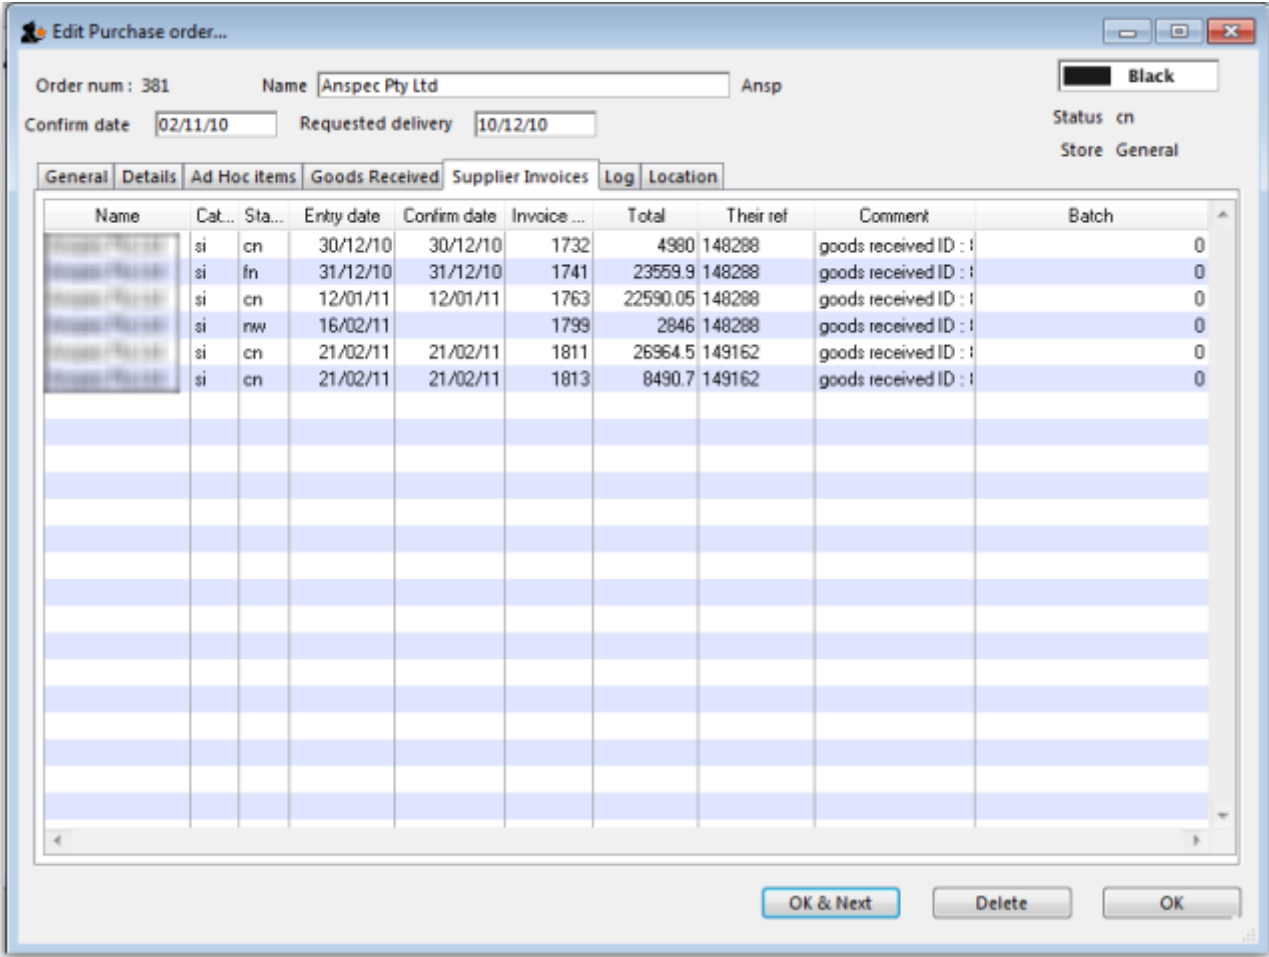 Edit Purchase order...
Order num : 381 Name Anspec Pty Ltd Ansp Black
Confirm date 02/11/10 Requested delivery 10/12/10 Status cn
Store General
General Details Ad Hoc items Goods Received Supplier Invoices Log Location
Name Cat... Sta... Entry date Confirm date Invoice ... Total Their ref Comment Batch
si cn 30/12/10 30/12/10 1732 4980 148288 goods received ID : 0
si fn 31/12/10 31/12/10 1741 23559.9 148288 goods received ID : 0
si cn 12/01/11 12/01/11 1763 22590.05 148288 goods received ID : 0
si nw 16/02/11 1799 2846 148288 goods received ID : 0
si cn 21/02/11 21/02/11 1811 26964.5 149162 goods received ID : 0
si cn 21/02/11 21/02/11 1813 8490.7 149162 goods received ID : 0
OK & Next Delete OK